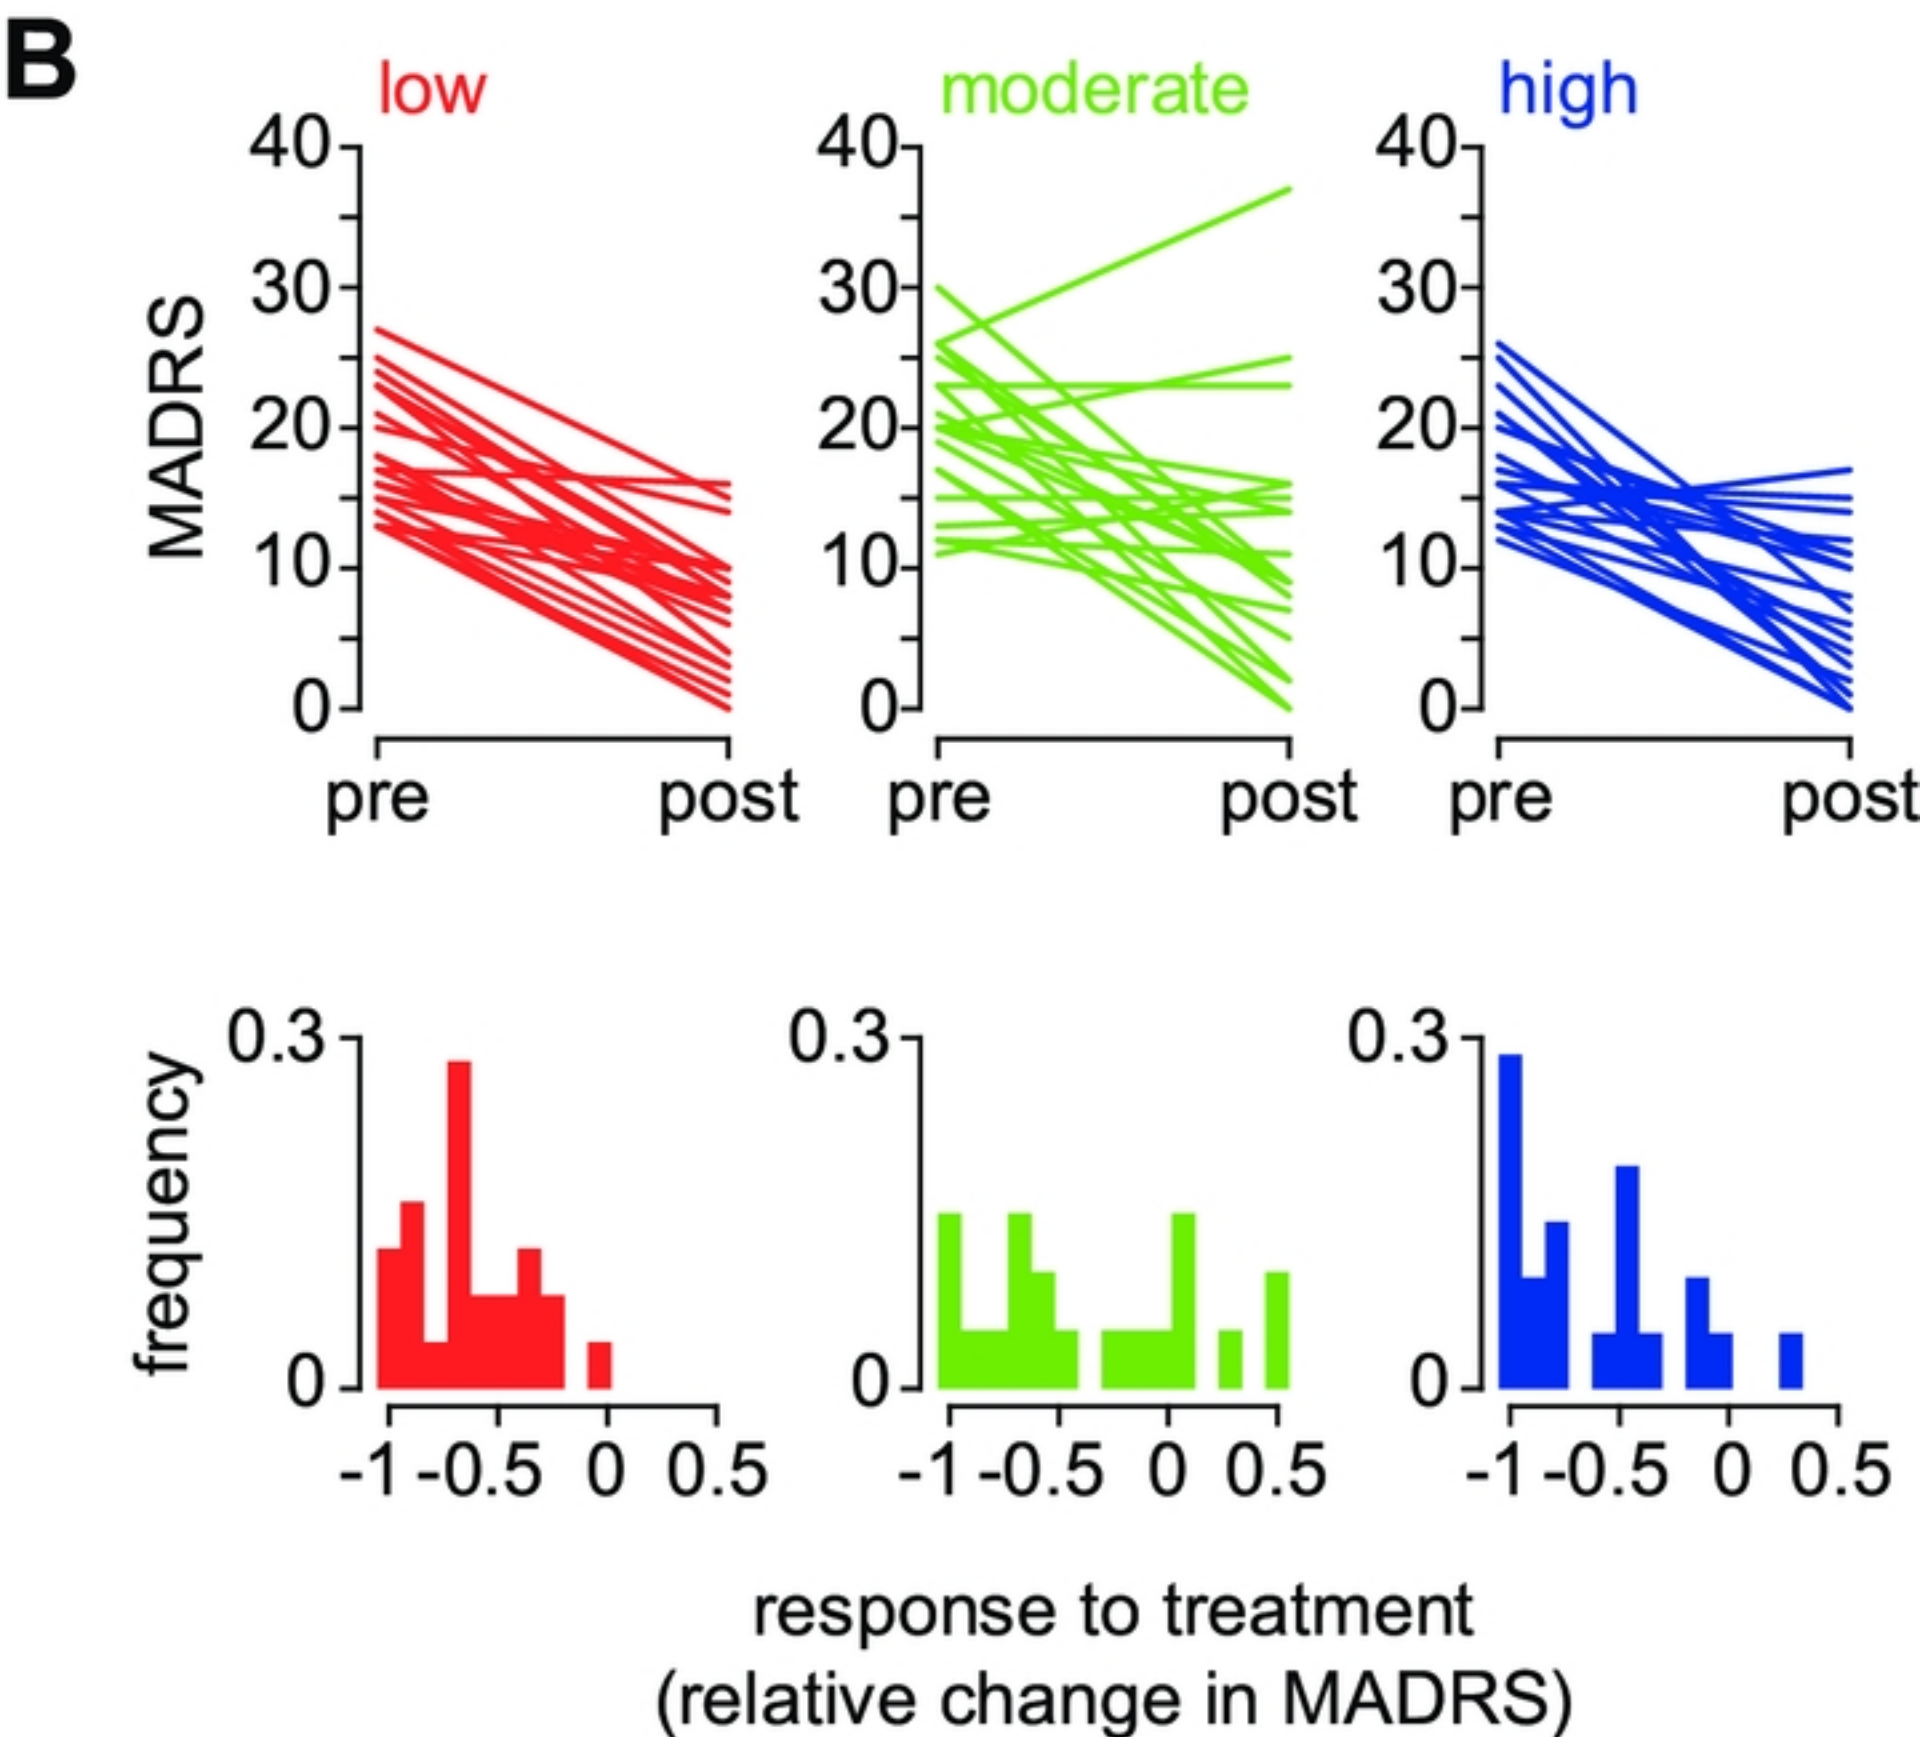 B
low moderate high
40 40 40
30 30 30
20 20 20
10 10 10
0 0 0
MADRS
pre post pre post pre post
0.3 0.3 0.3
0 0 0
frequency
-1 -0.5 0 0.5 -1 -0.5 0 0.5 -1 -0.5 0 0.5
response to treatment
(relative change in MADRS)